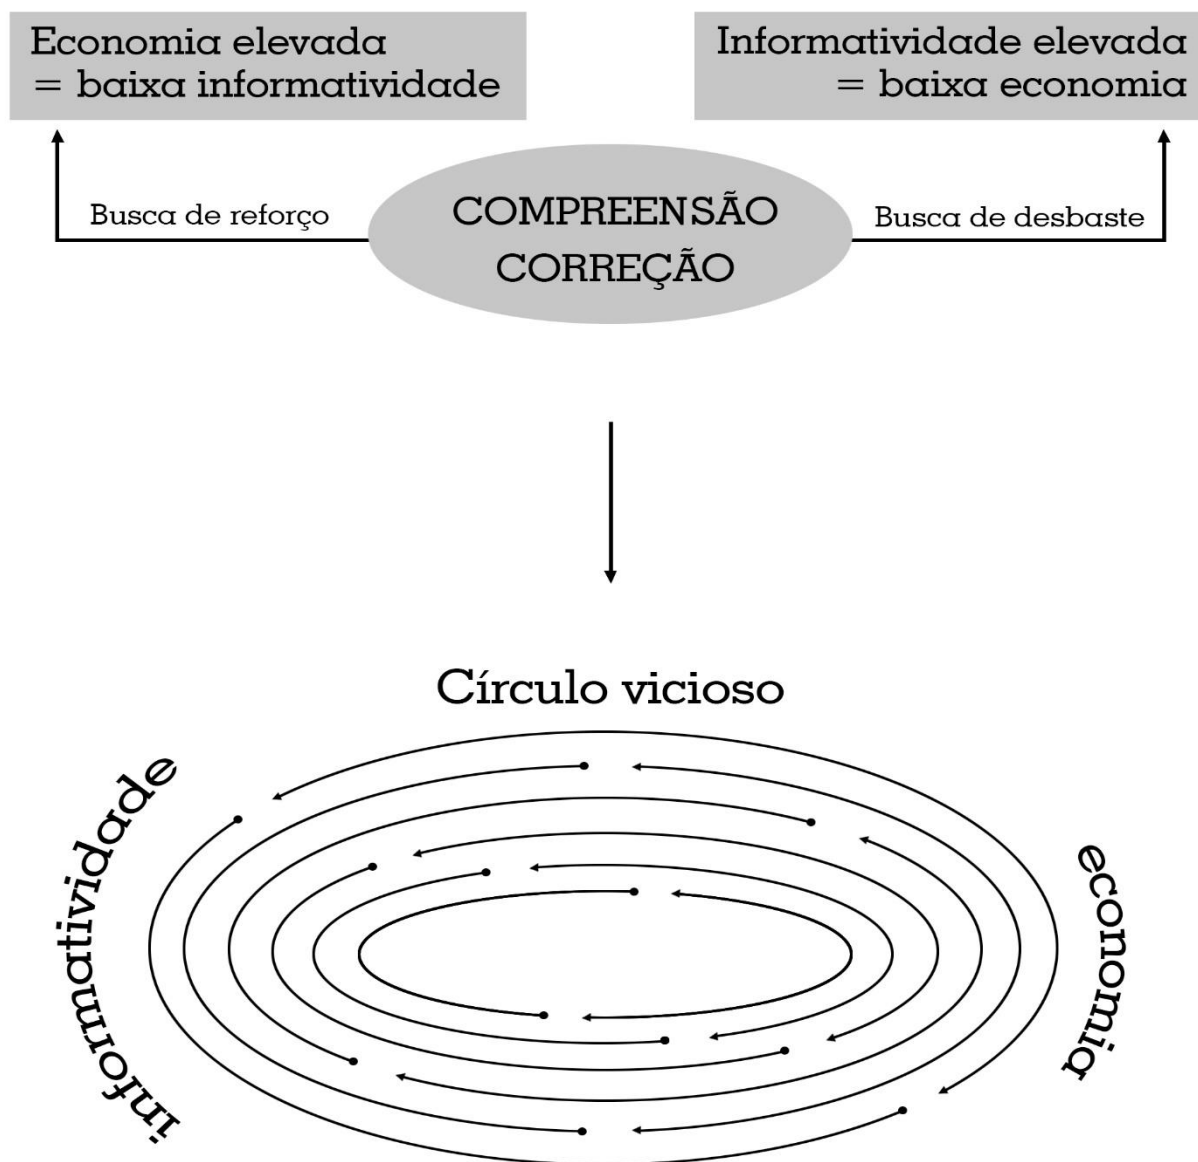 Economia elevada
= baixa informatividade
Informatividade elevada
= baixa economia
Busca de reforço
COMPREENSÃO
CORREÇÃO
Busca de desbaste
Círculo vicioso
informatividade
economia